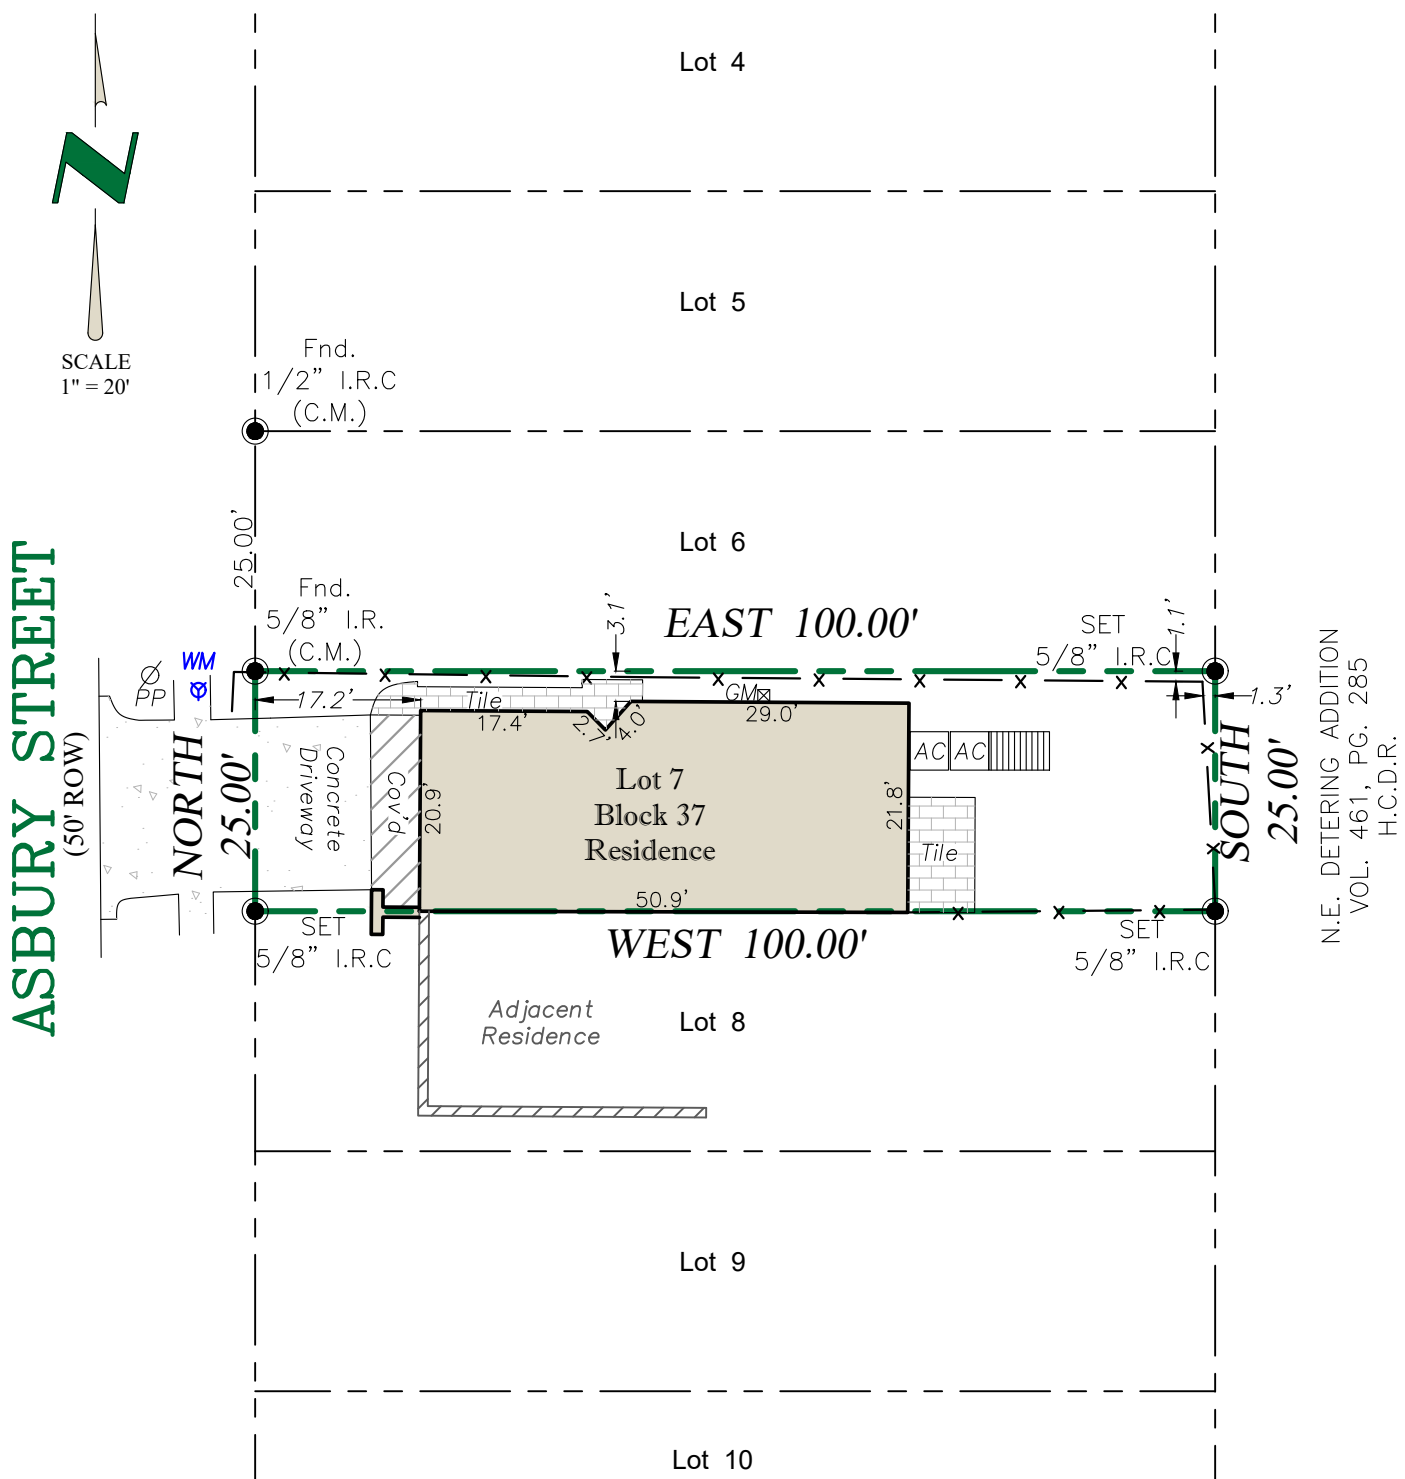 Lot 4
SCALE
1" = 20'
Lot 5
Fnd.
1/2" I.R.C
(C.M.)
25.00'
Lot 6
Fnd.
5/8" I.R.
(C.M.)
3.1'
EAST 100.00'
SET
5/8" I.R.C
1.1'
1.3'
WM
PP
17.2'
Tile
17.4'
2.7'
4.0'
GM
29.0'
ASBURY STREET
(50' ROW)
NORTH
25.00'
Concrete
Driveway
Cov'd
20.9'
Lot 7
Block 37
Residence
50.9'
21.8'
AC
AC
Tile
SOUTH
25.00'
N.E. DETERING ADDITION
VOL. 461, PG. 285
H.C.D.R.
SET
5/8" I.R.C
WEST 100.00'
SET
5/8" I.R.C
Adjacent
Residence
Lot 8
Lot 9
Lot 10